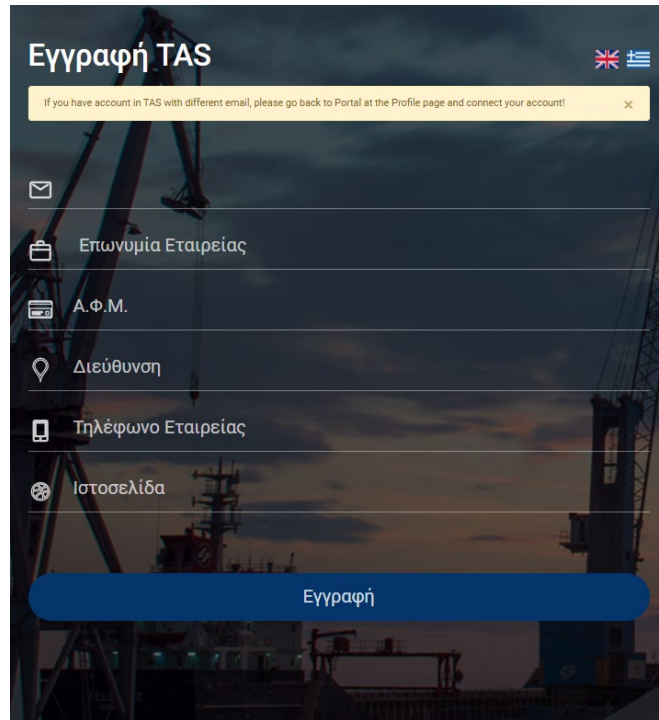 Εγγραφή TAS
If you have account in TAS with different email, please go back to Portal at the Profile page and connect your account!
×
Επωνυμία Εταιρείας
Α.Φ.Μ.
Διεύθυνση
Τηλέφωνο Εταιρείας
Ιστοσελίδα
Εγγραφή